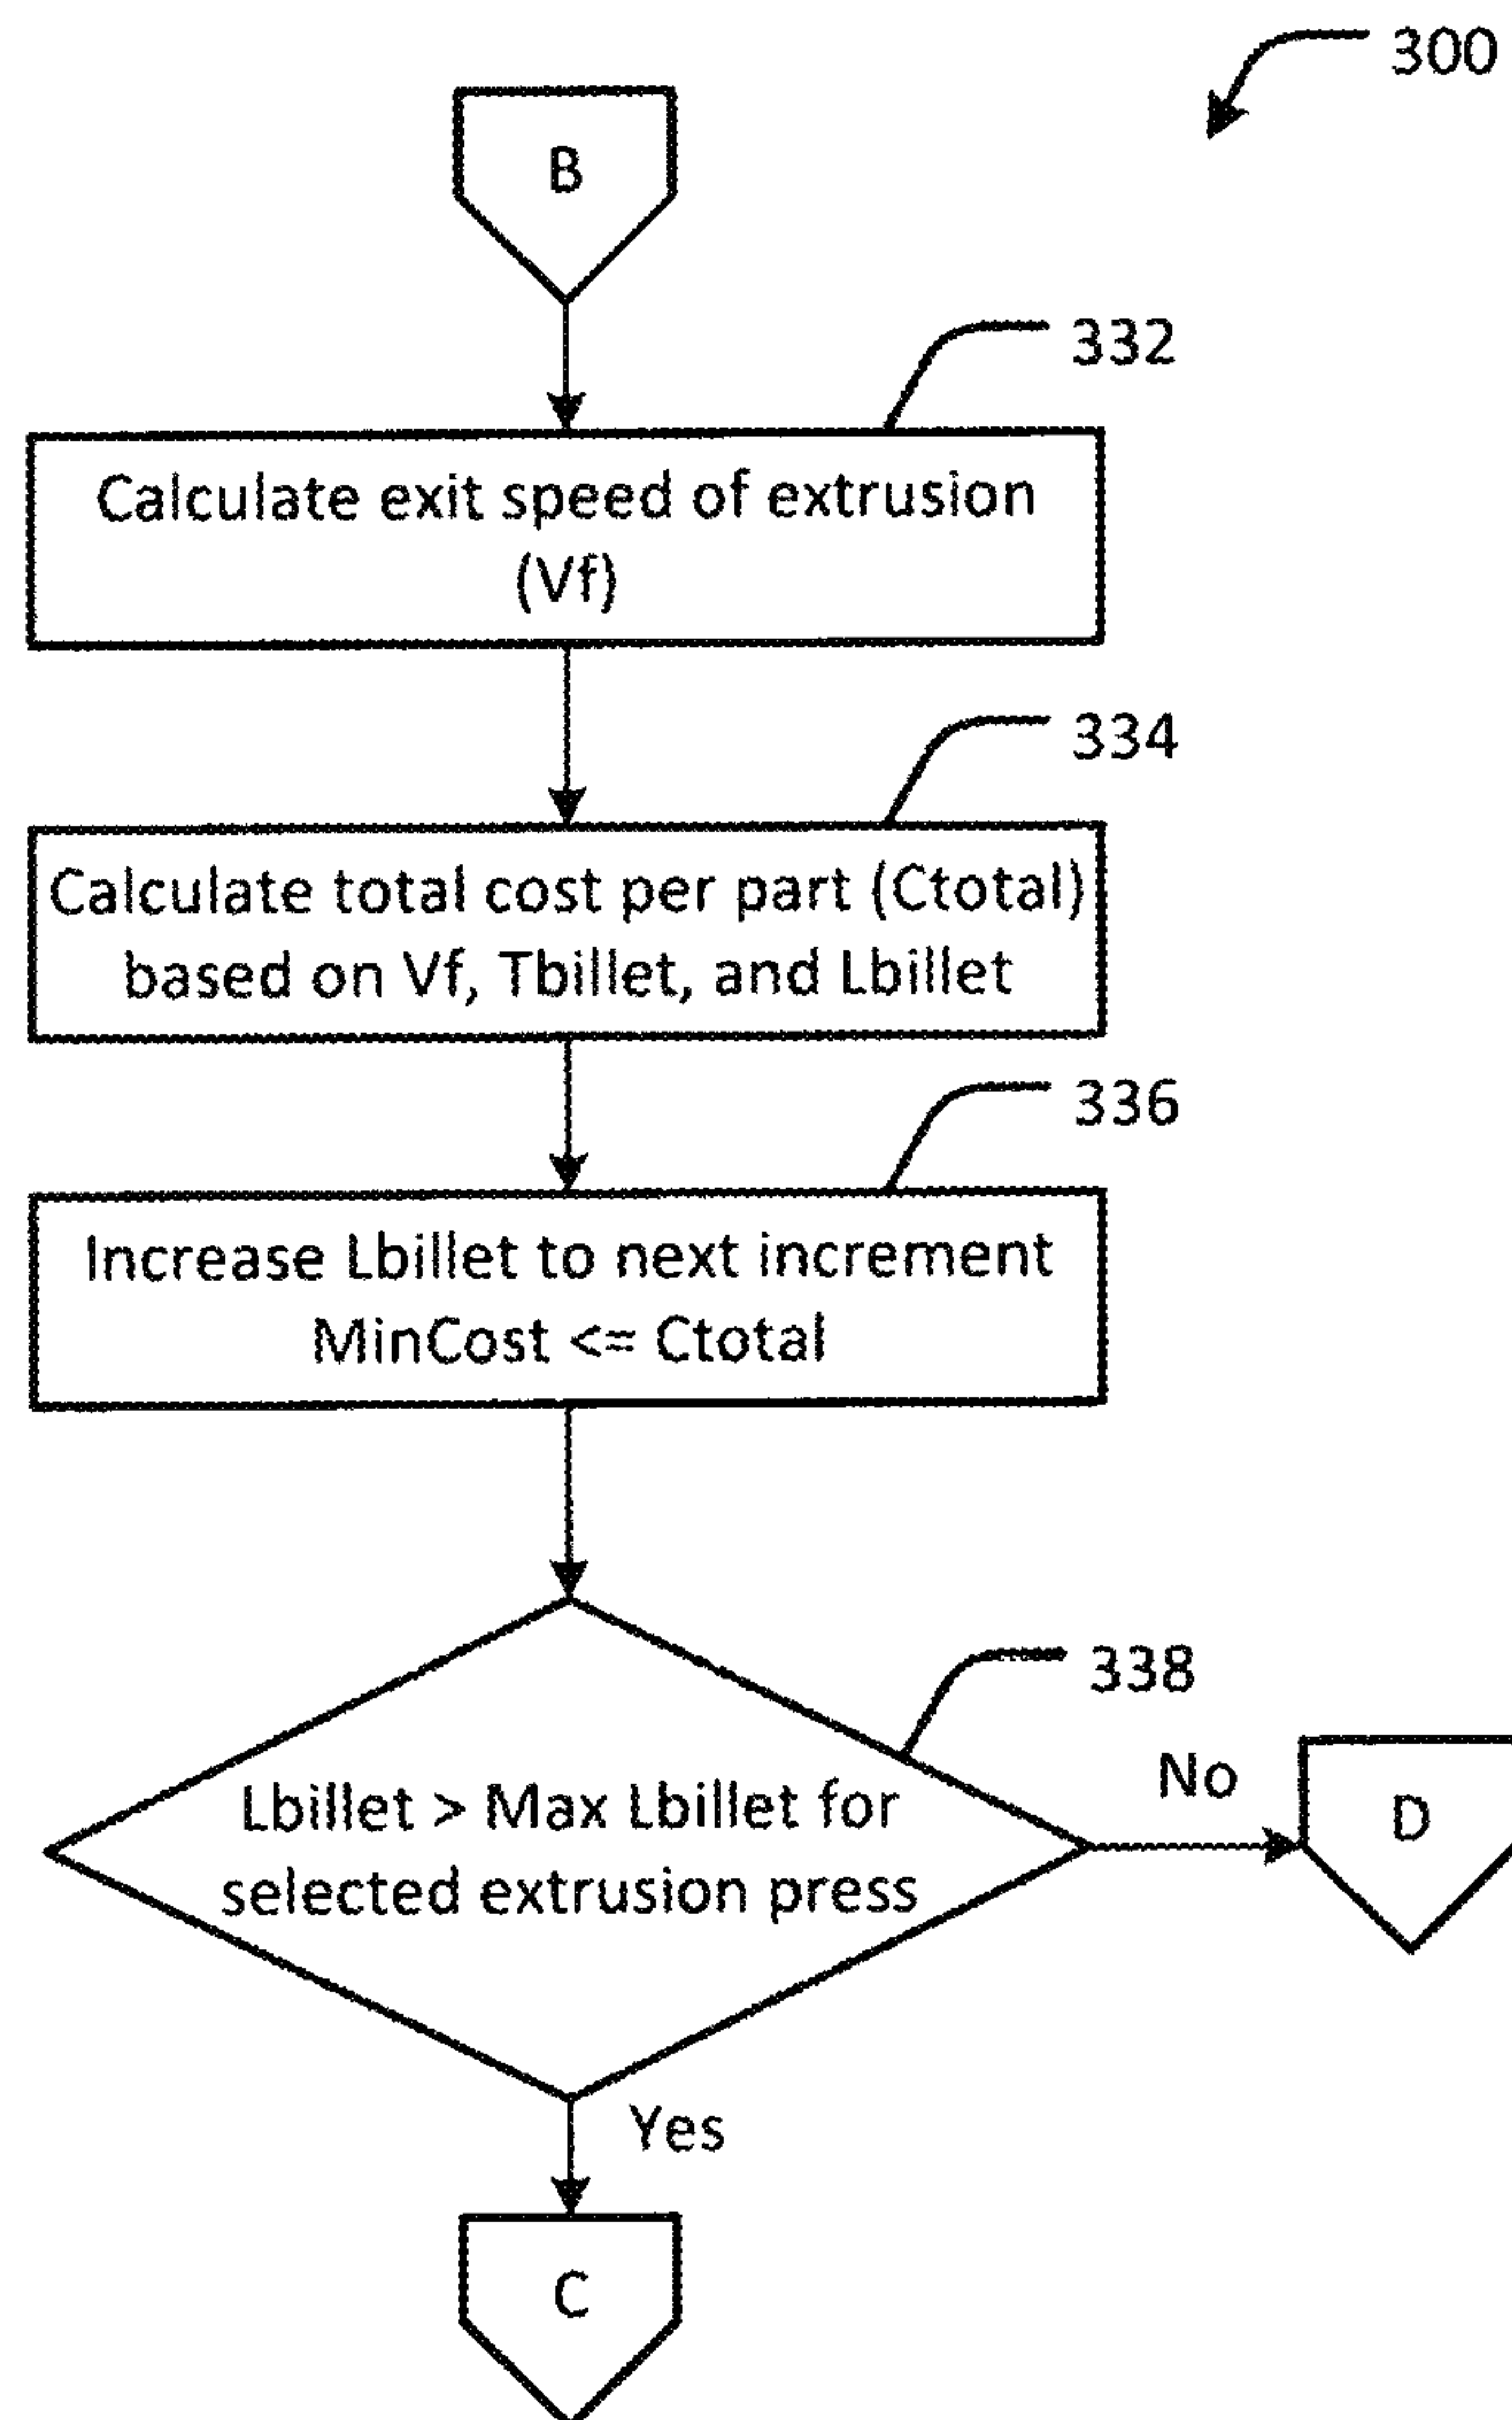 300
B
332
Calculate exit speed of extrusion
(Vf)
334
Calculate total cost per part (Ctotal)
based on Vf, Tbillet, and Lbillet
336
Increase Lbillet to next increment
MinCost <= Ctotal
338
Lbillet > Max Lbillet for
selected extrusion press
No
D
Yes
C